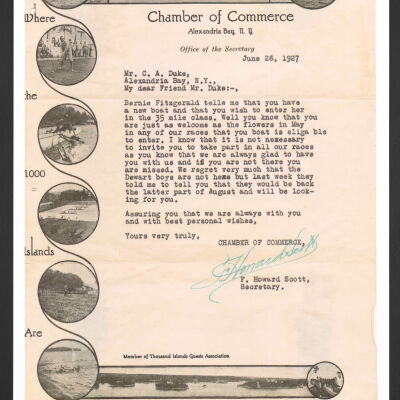 Where
Chamber of Commerce
Alexandria Bay, N. Y.
Office of the Secretary
June 26, 1927
Mr. C. A. Duke,
Alexandria Bay, N.Y.,
My dear Friend Mr. Duke:-,
Bernie Fitzgerald tells me that you have
a new boat and that you wish to enter her
in the 35 mile class. Well you know that you
are just as welcome as the flowers in May
in any of our races that you boat is eliga ble
to enter. I know that it is not necessary
to invite you to take part in all our races
as you know that we are always glad to have
you with us and if you are not there you
are missed. We regret very much that the
Dewart boys are not here but last week they
told me to tell you that they would be back
the latter part of August and will be look-
ing for you.
Assuring you that we are always with you
and with best personal wishes,
Yours very truly,
CHAMBER OF COMMERCE,
F. Howard Scott
F. Howard Scott,
Secretary.
the
1000
Islands
Are
Member of Thousand Islands Guests Association